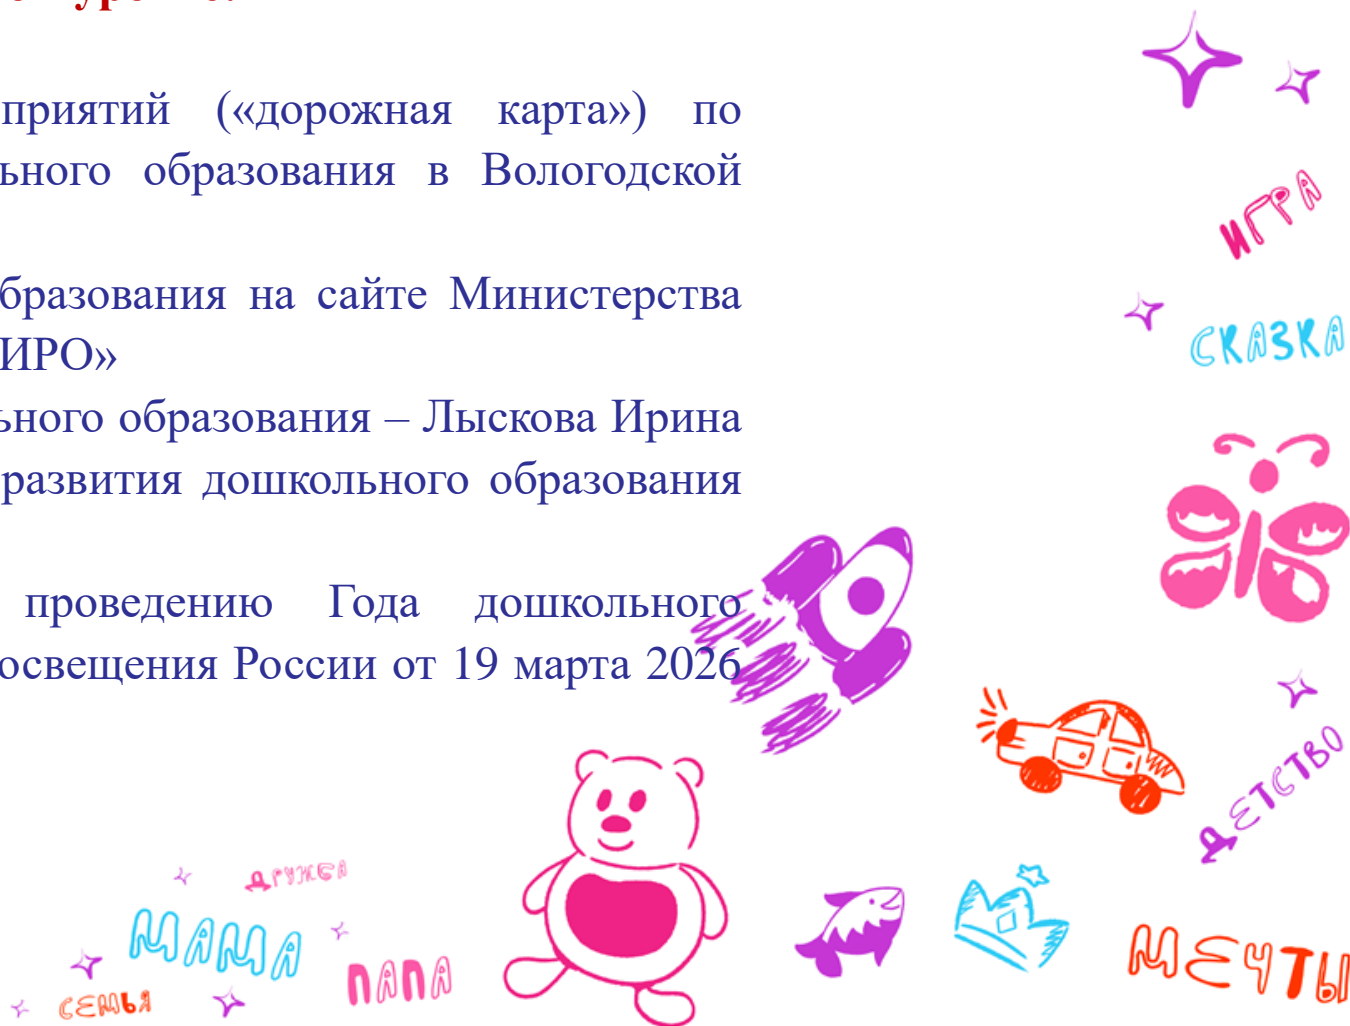 приятий («дорожная карта») по
ьного образования в Вологодской
бразования на сайте Министерства
ИРО»
ьного образования – Лыскова Ирина
развития дошкольного образования
проведению Года дошкольного
освещения России от 19 марта 2026
ИГРА
СКАЗКА
ДЕТСТВО
ДРУЖБА
МАМА
ПАПА
СЕМЬЯ
МЕЧТЫ